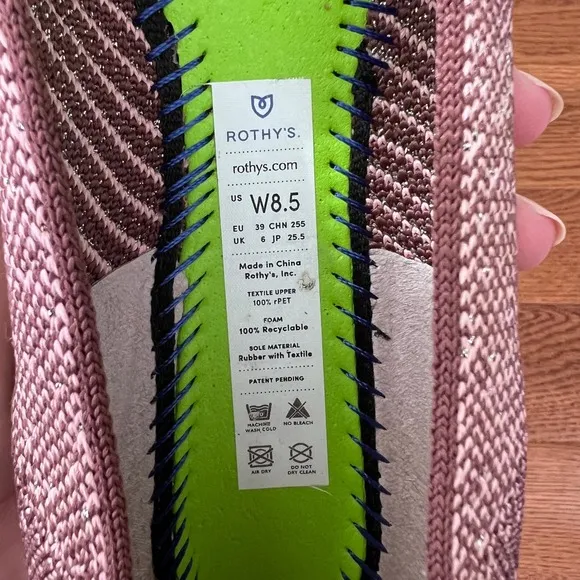 ROTHY'S.
rothys.com
US W8.5
EU 39 CHN 255
UK 6 JP 25.5
Made in China
Rothy's, Inc.
TEXTILE UPPER
100% rPET
FOAM
100% Recyclable
SOLE MATERIAL
Rubber with Textile
PATENT PENDING
MACHINE WASH COLD
NO BLEACH
AIR DRY
DO NOT DRY CLEAN